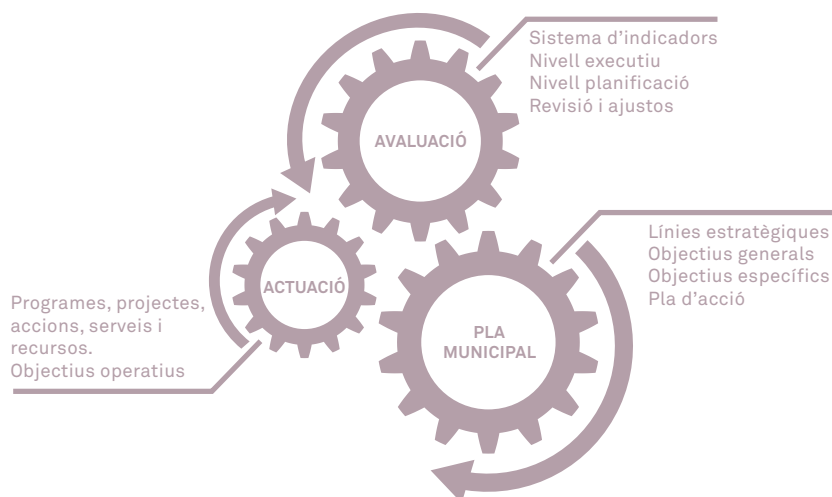 Sistema d’indicadors
Nivell executiu
Nivell planificació
Revisió i ajustos
AVALUACIÓ
Línies estratègiques
Objectius generals
Objectius específics
Pla d’acció
ACTUACIÓ
Programes, projectes,
accions, serveis i
recursos.
Objectius operatius
PLA
MUNICIPAL